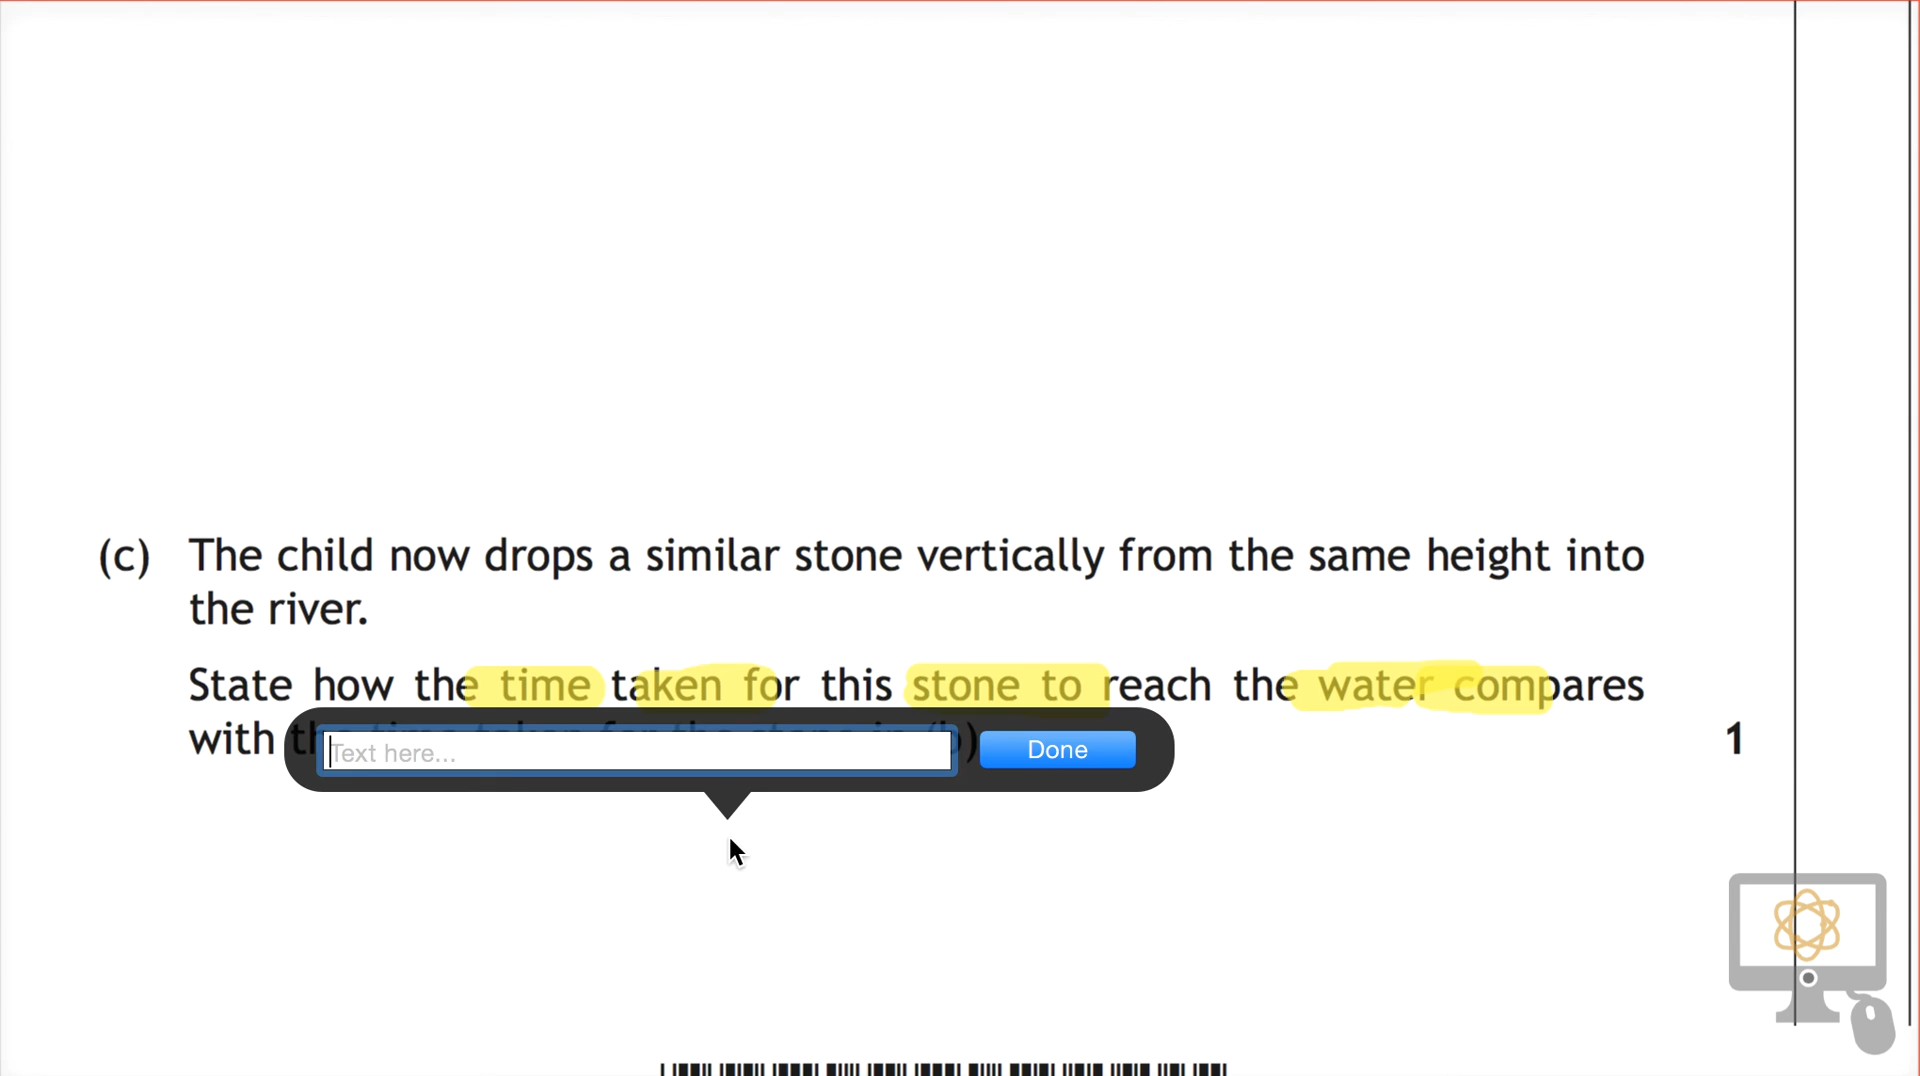 (c) The child now drops a similar stone vertically from the same height into
the river.
State how the time taken for this stone to reach the water compares
with 1
Text here...
Done